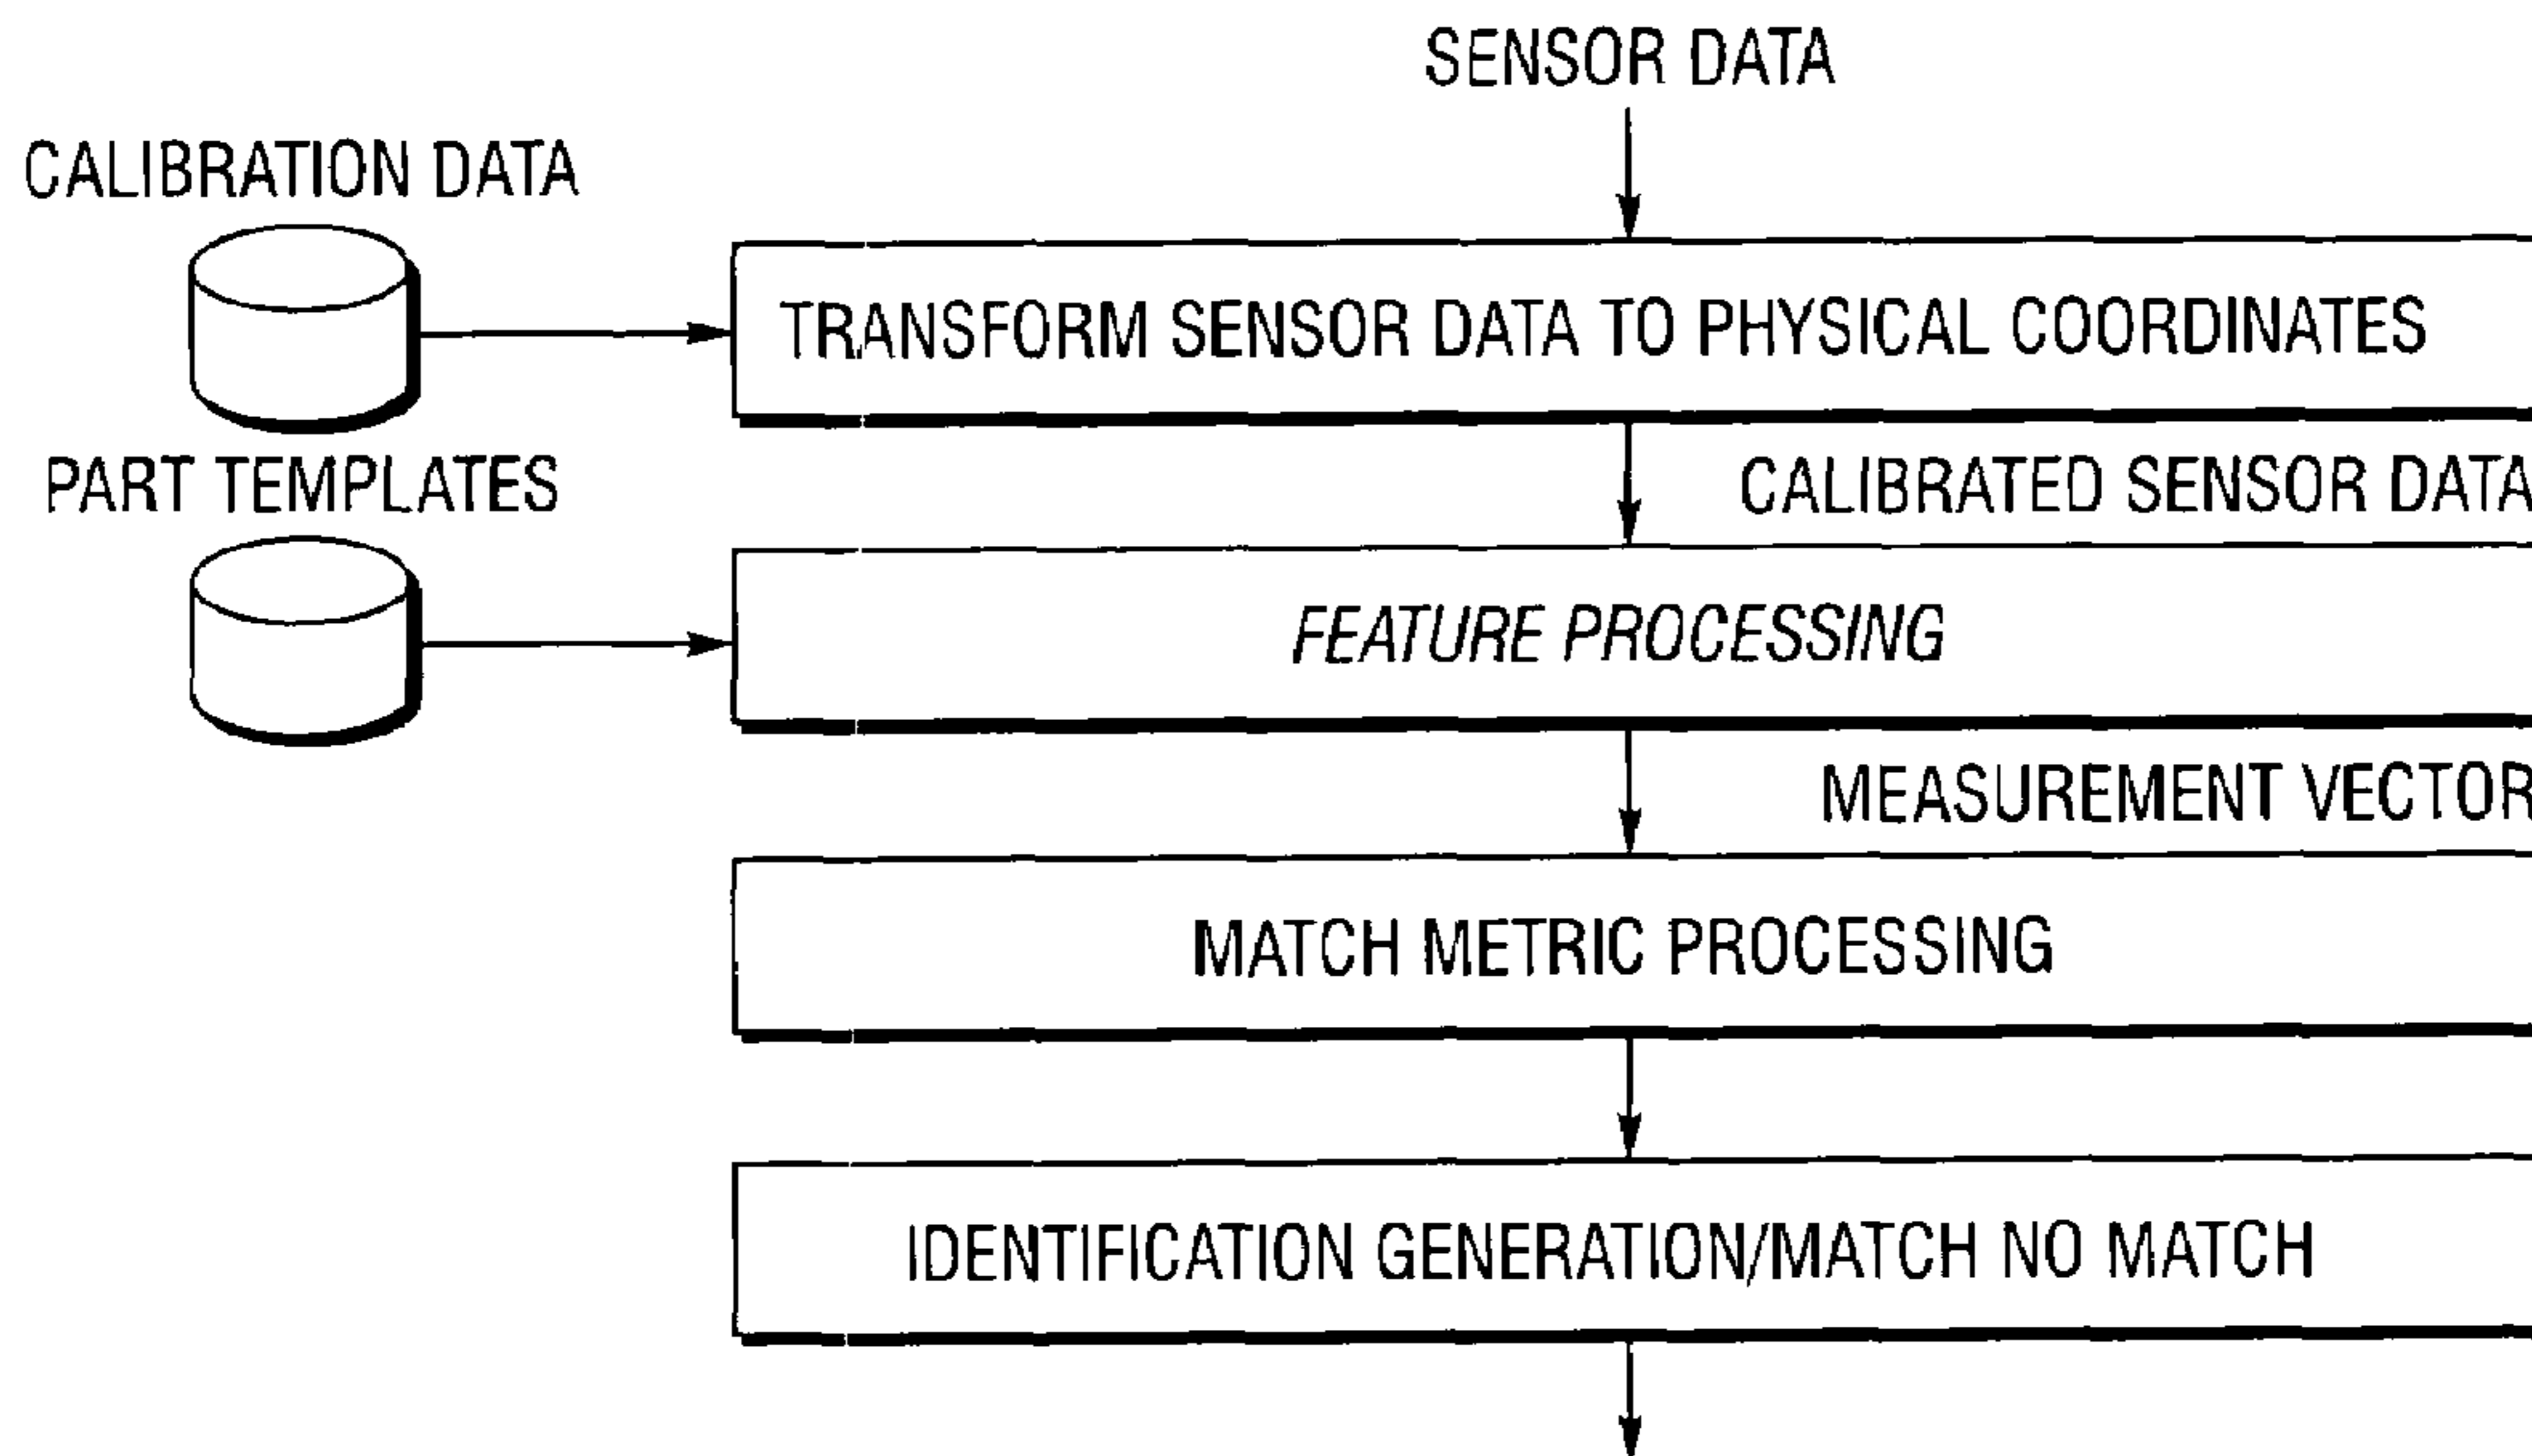 SENSOR DATA
CALIBRATION DATA
TRANSFORM SENSOR DATA TO PHYSICAL COORDINATES
CALIBRATED SENSOR DATA
PART TEMPLATES
FEATURE PROCESSING
MEASUREMENT VECTOR
MATCH METRIC PROCESSING
IDENTIFICATION GENERATION/MATCH NO MATCH